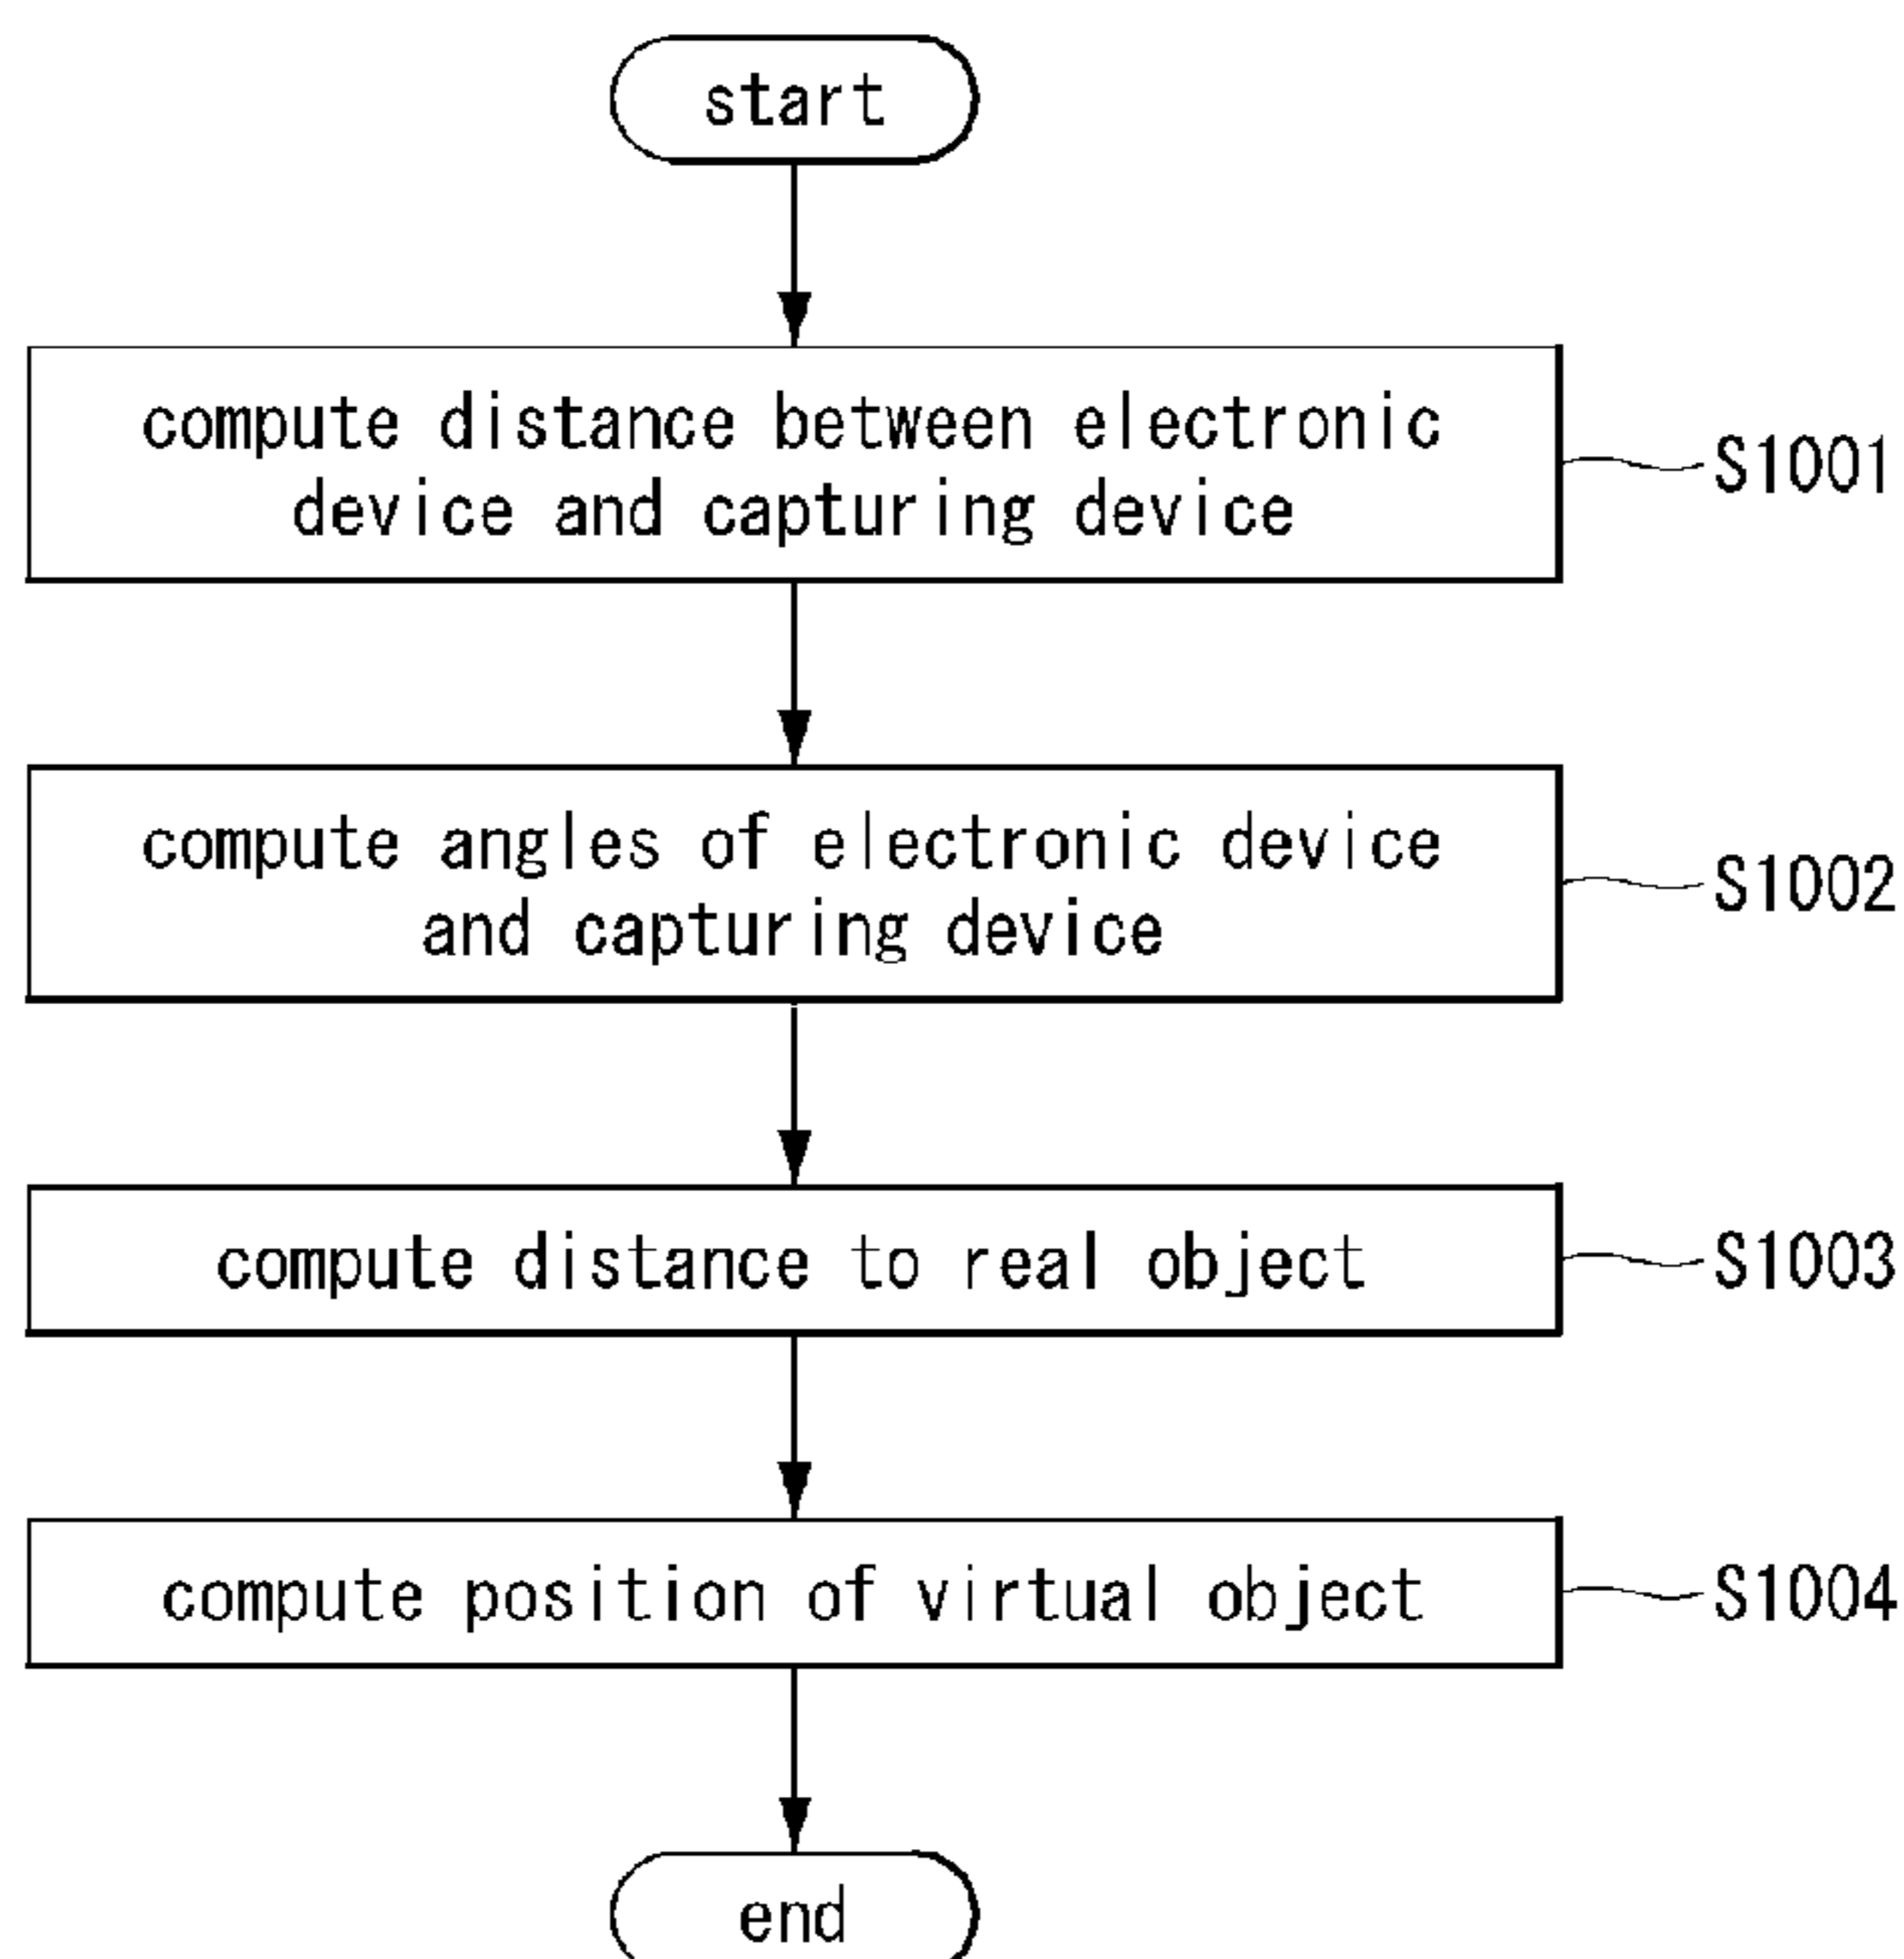 start
compute distance between electronic
device and capturing device
S1001
compute angles of electronic device
and capturing device
S1002
compute distance to real object
S1003
compute position of virtual object
S1004
end